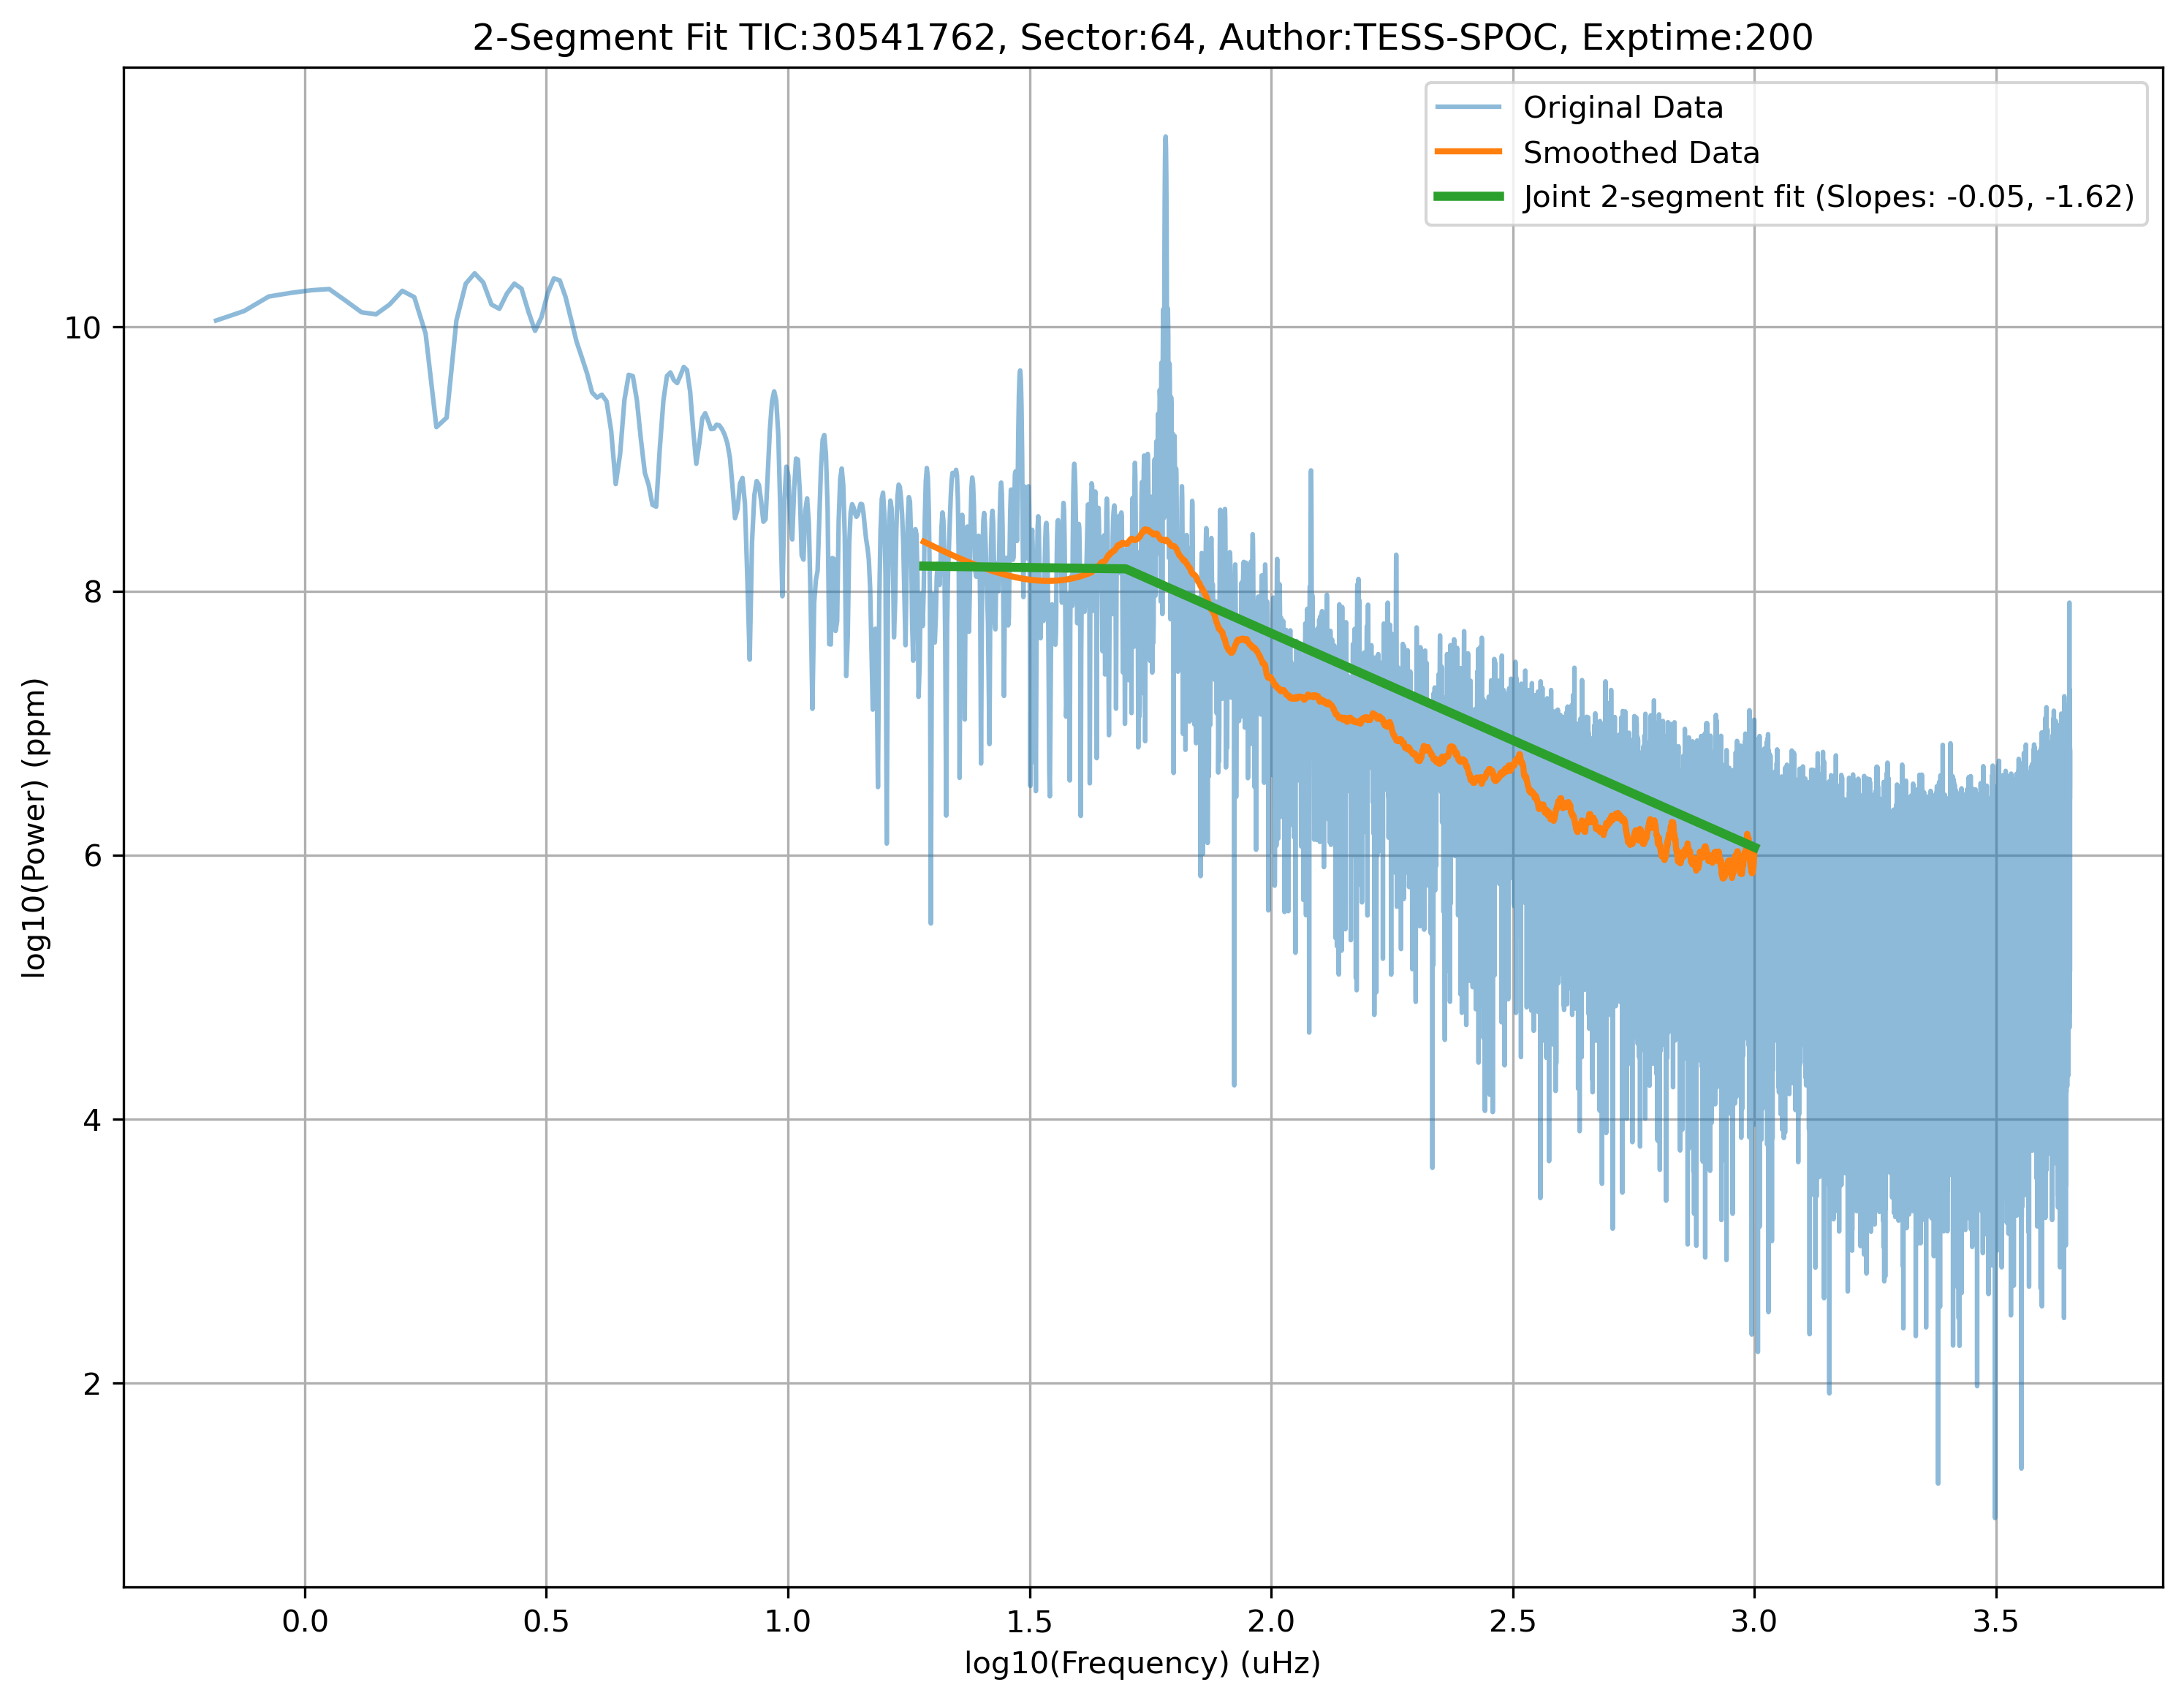 2-Segment Fit TIC:30541762, Sector:64, Author:TESS-SPOC, Exptime:200
Original Data
Smoothed Data
Joint 2-segment fit (Slopes: -0.05, -1.62)
log10(Power) (ppm)
10
8
6
4
2
0.0 0.5 1.0 1.5 2.0 2.5 3.0 3.5
log10(Frequency) (uHz)